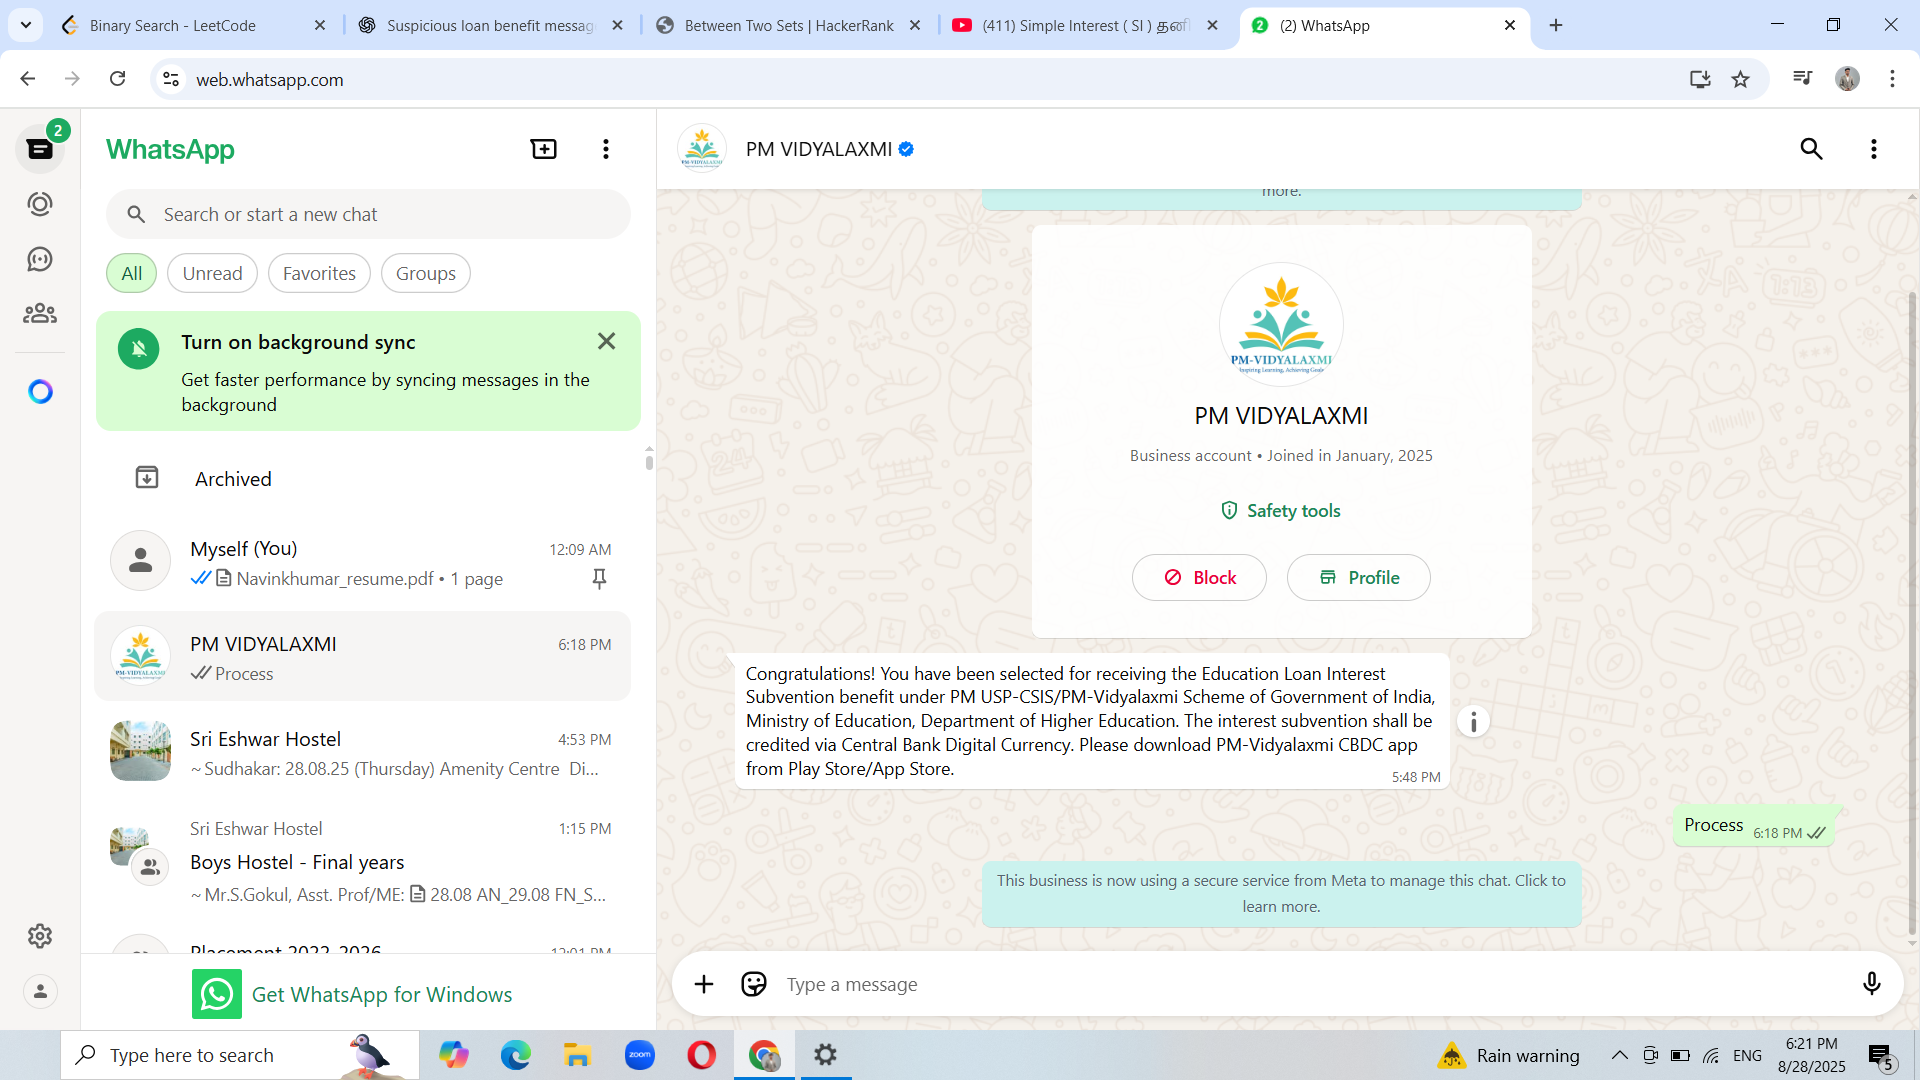 Binary Search - LeetCode
Suspicious loan benefit messag
Between Two Sets | HackerRank
(411) Simple Interest ( SI )
2
(2) WhatsApp
web.whatsapp.com
2
WhatsApp
Search or start a new chat
All
Unread
Favorites
Groups
Turn on background sync
Get faster performance by syncing messages in the
background
Archived
Myself (You)
12:09 AM
Navinkhumar_resume.pdf • 1 page
PM VIDYALAXMI
6:18 PM
Process
Sri Eshwar Hostel
4:53 PM
~ Sudhakar: 28.08.25 (Thursday) Amenity Centre Di...
Sri Eshwar Hostel
1:15 PM
Boys Hostel - Final years
~ Mr.S.Gokul, Asst. Prof/ME: 28.08 AN_29.08 FN_S...
Placement 2022-2026
12:01 PM
Get WhatsApp for Windows
PM VIDYALAXMI
more.
PM-VIDYALAXMI
Inspiring Learning, Achieving Goals
PM VIDYALAXMI
Business account • Joined in January, 2025
Safety tools
Block
Profile
Congratulations! You have been selected for receiving the Education Loan Interest
Subvention benefit under PM USP-CSIS/PM-Vidyalaxmi Scheme of Government of India,
Ministry of Education, Department of Higher Education. The interest subvention shall be
credited via Central Bank Digital Currency. Please download PM-Vidyalaxmi CBDC app
from Play Store/App Store.
5:48 PM
Process
6:18 PM
This business is now using a secure service from Meta to manage this chat. Click to
learn more.
Type a message
Type here to search
zoom
Rain warning
ENG
6:21 PM
8/28/2025
5